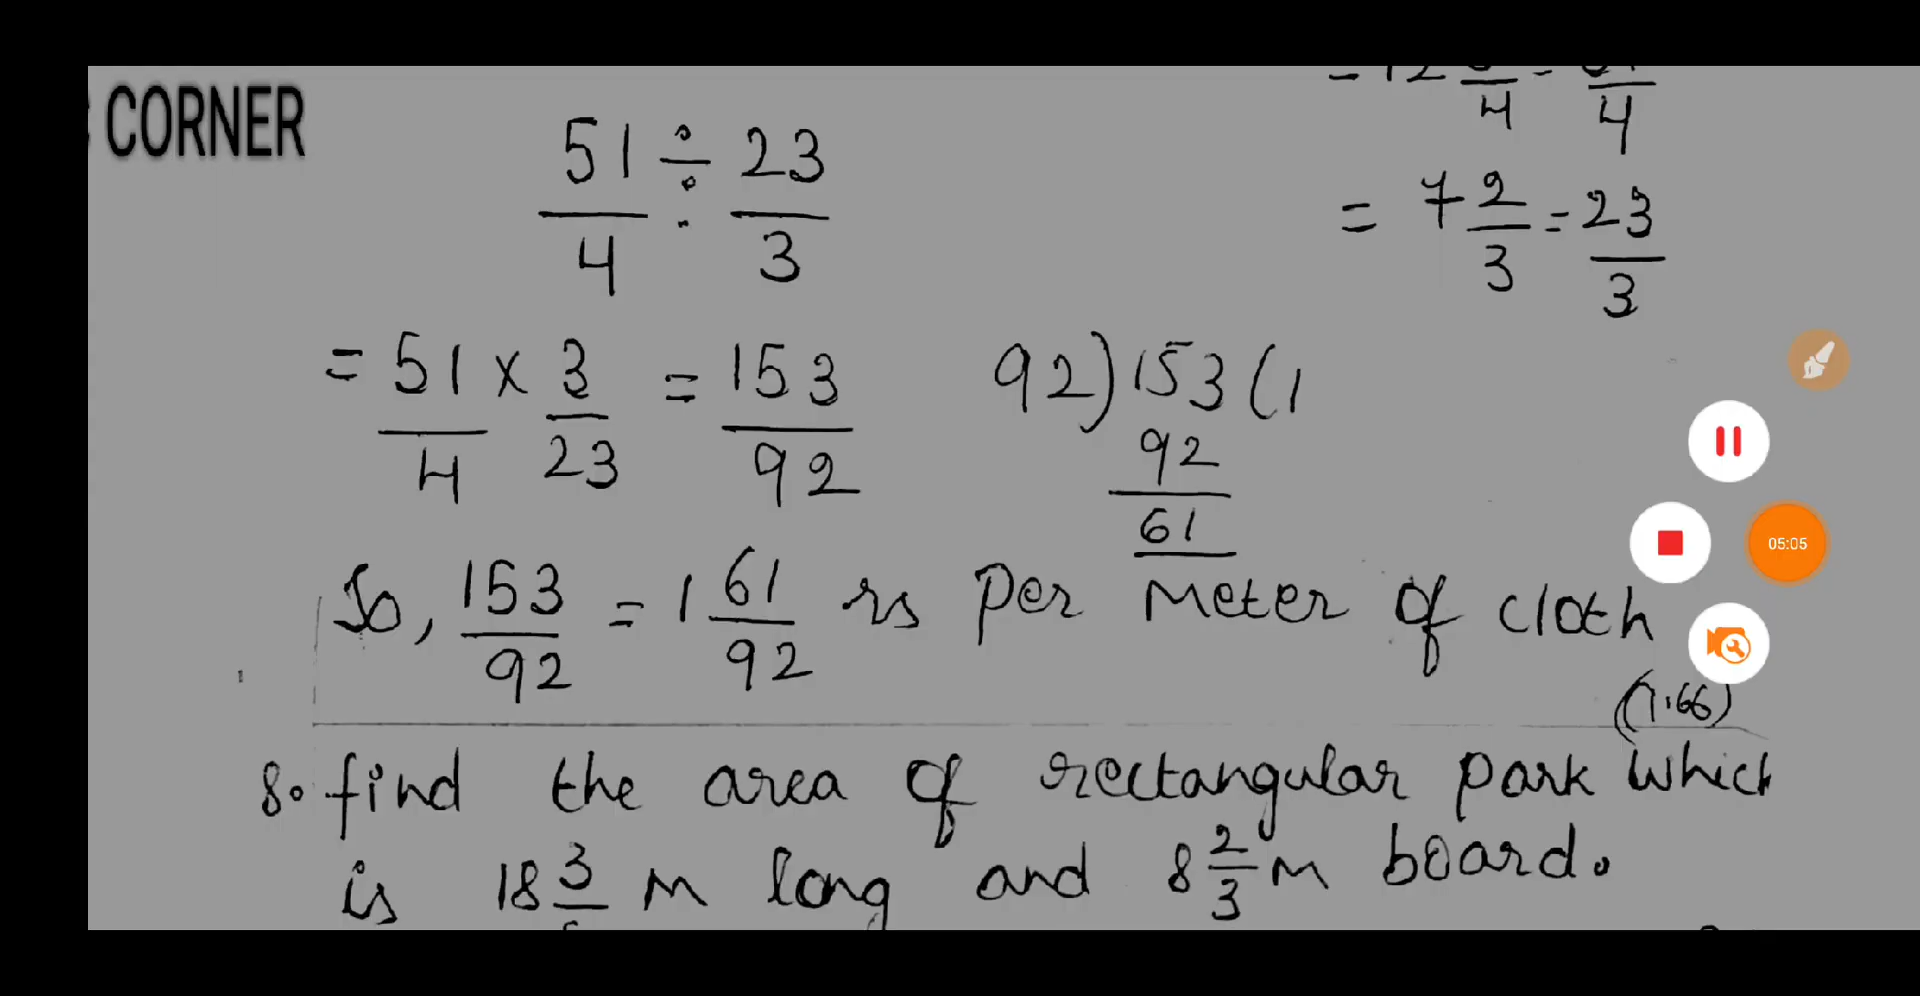 CORNER
51/4 ÷ 23/3
= 7 2/3 = 23/3
= 51/4 x 3/23 = 153/92
92)153(1
92
61
So, 153/92 = 1 61/92 rs per meter of cloth
(1.66)
8. find the area of rectangular park which
is 18 3/ m long and 8 2/3 m board.
05:05